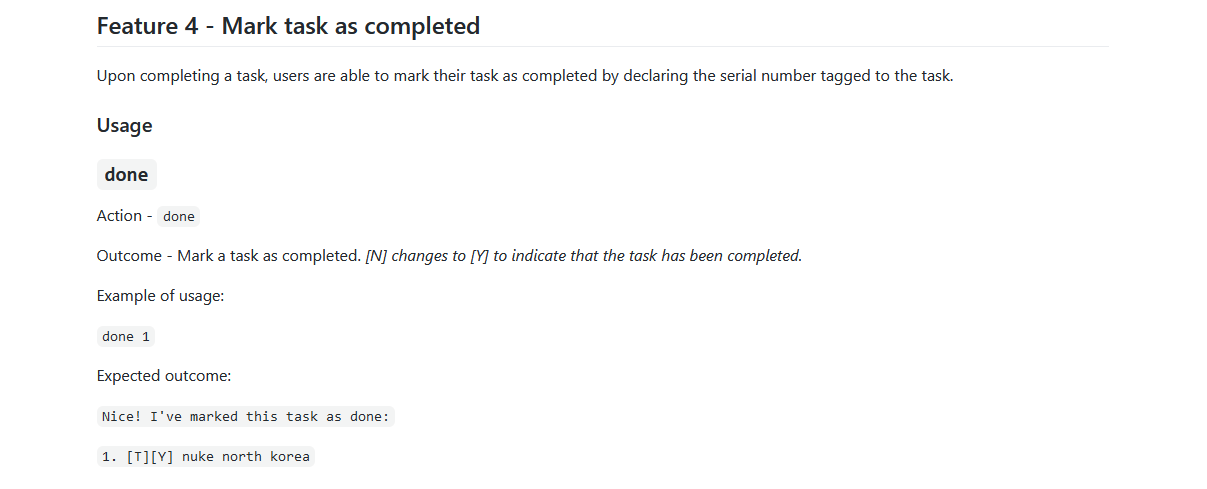 Feature 4 - Mark task as completed
Upon completing a task, users are able to mark their task as completed by declaring the serial number tagged to the task.
Usage
done
Action - done
Outcome - Mark a task as completed. [N] changes to [Y] to indicate that the task has been completed.
Example of usage:
done 1
Expected outcome:
Nice! I've marked this task as done:
1. [T][Y] nuke north korea